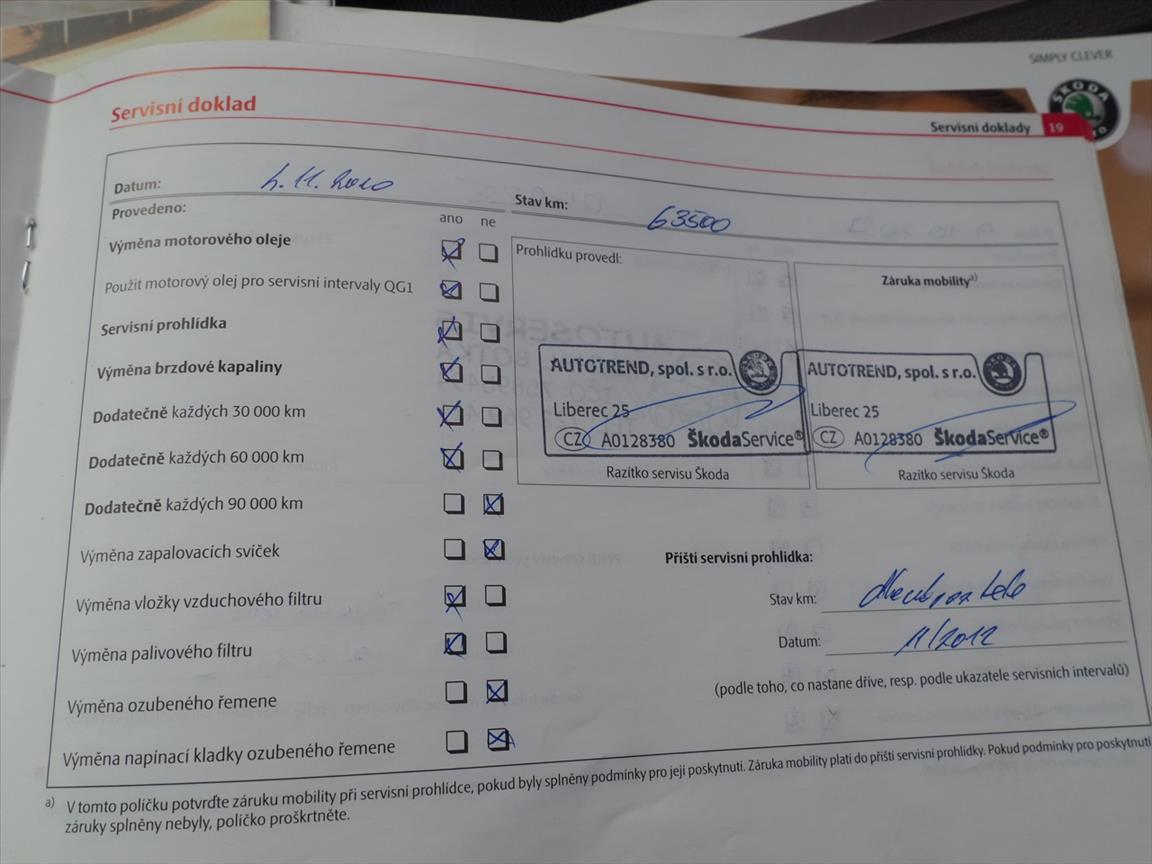 SIMPLY CLEVER
ŠKODA
Servisní doklad
Servisní doklady 19
Datum: 4. 11. 2010
Stav km: 63500
Provedeno:
ano ne
Výměna motorového oleje
Použit motorový olej pro servisní intervaly QG1
Servisní prohlídka
Výměna brzdové kapaliny
Dodatečně každých 30 000 km
Dodatečně každých 60 000 km
Dodatečně každých 90 000 km
Výměna zapalovacích svíček
Výměna vložky vzduchového filtru
Výměna palivového filtru
Výměna ozubeného řemene
Výměna napínací kladky ozubeného řemene
Prohlídku provedl:
AUTOTREND, spol. s r.o.
Liberec 25
CZ A0128380 ŠkodaService®
Razítko servisu Škoda
Záruka mobility a)
AUTOTREND, spol. s r.o.
Liberec 25
CZ A0128380 ŠkodaService®
Razítko servisu Škoda
Příští servisní prohlídka:
Stav km:
Datum: 11/2012
(podle toho, co nastane dříve, resp. podle ukazatele servisních intervalů)
a) V tomto políčku potvrďte záruku mobility při servisní prohlídce, pokud byly splněny podmínky pro její poskytnutí. Záruka mobility platí do příští servisní prohlídky. Pokud podmínky pro poskytnutí
záruky splněny nebyly, políčko proškrtněte.